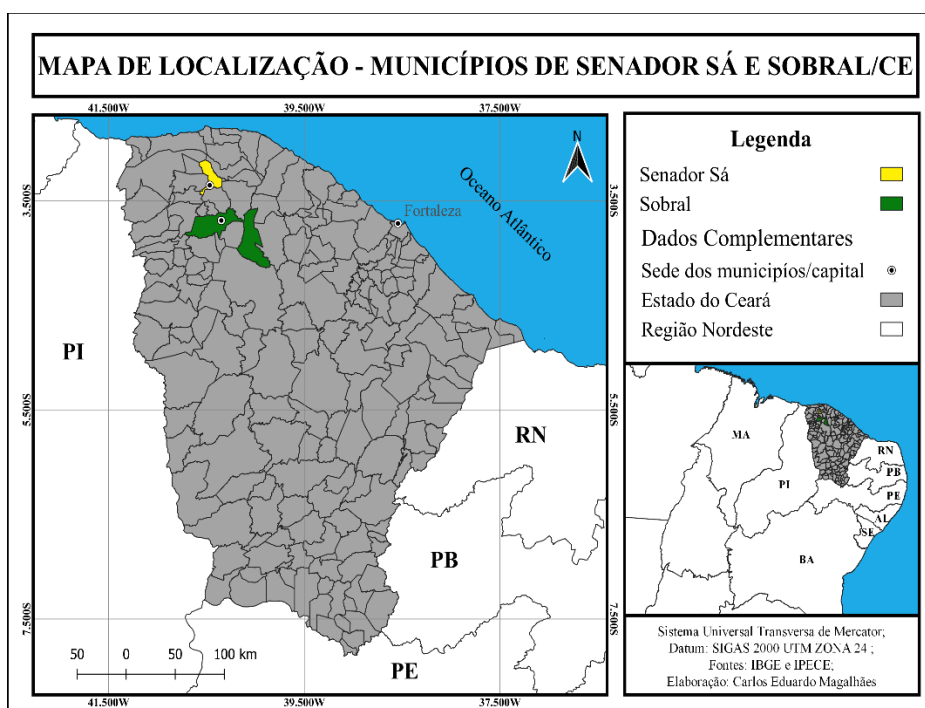 MAPA DE LOCALIZAÇÃO - MUNICÍPIOS DE SENADOR SÁ E SOBRAL/CE
41.500W 39.500W 37.500W
N
Oceano Atlântico
Fortaleza
3.500S 3.500S
PI
5.500S 5.500S
RN
PB
7.500S 7.500S
PE
50 0 50 100 km
41.500W 39.500W 37.500W
Legenda
Senador Sá
Sobral
Dados Complementares
Sede dos municipíos/capital
Estado do Ceará
Região Nordeste
MA
RN
PB
PI
PE
AL
SE
BA
Sistema Universal Transversa de Mercator;
Datum: SIGAS 2000 UTM ZONA 24 ;
Fontes: IBGE e IPECE;
Elaboração: Carlos Eduardo Magalhães